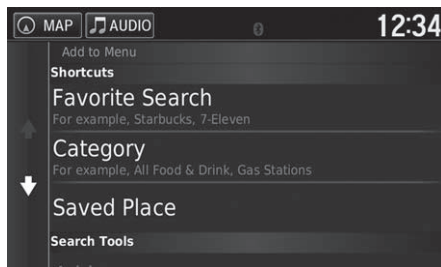 MAP AUDIO 12:34
Add to Menu
Shortcuts
Favorite Search
For example, Starbucks, 7-Eleven
Category
For example, All Food & Drink, Gas Stations
Saved Place
Search Tools